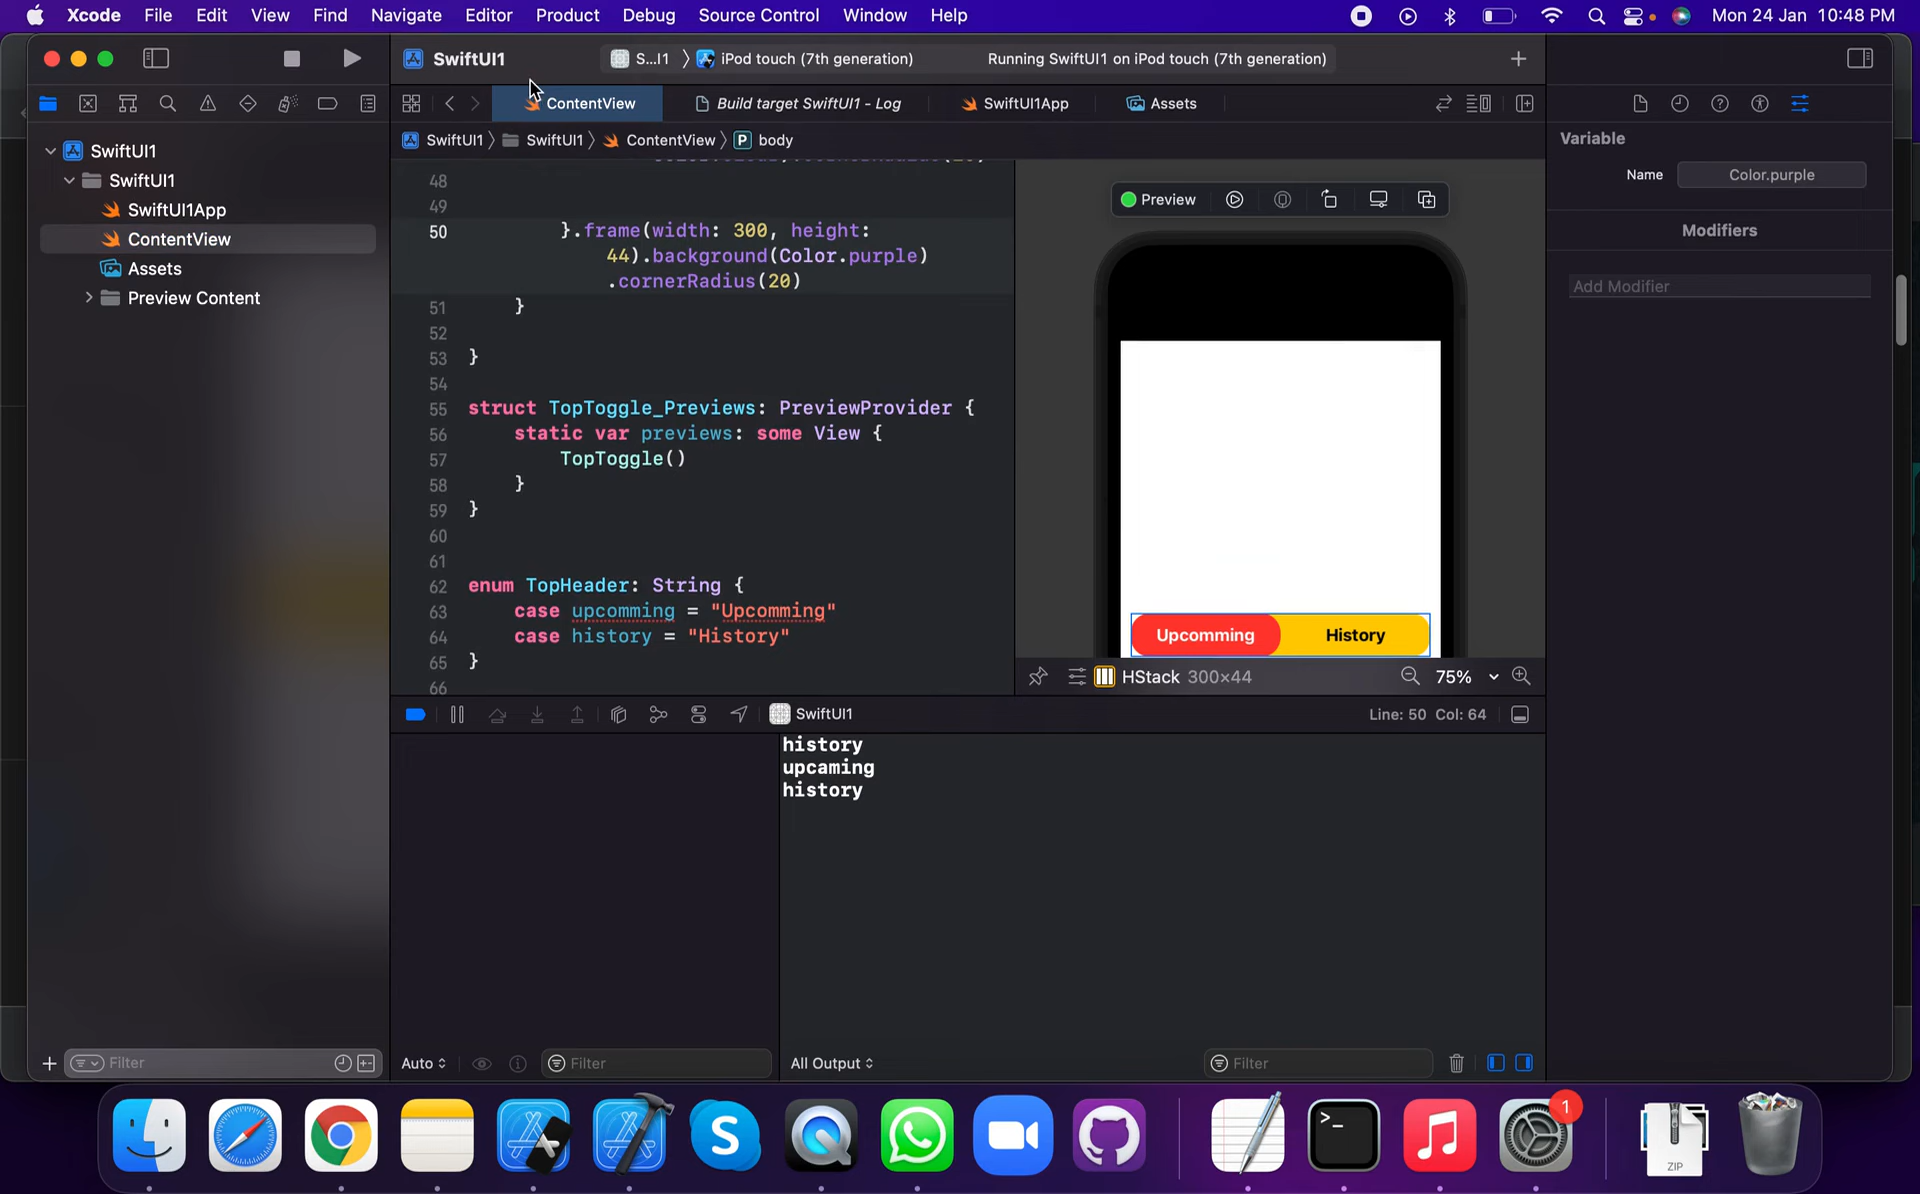 Xcode File Edit View Find Navigate Editor Product Debug Source Control Window Help Mon 24 Jan 10:48 PM
SwiftUI1 S...I1 iPod touch (7th generation) Running SwiftUI1 on iPod touch (7th generation)
ContentView Build target SwiftUI1 - Log SwiftUI1App Assets
SwiftUI1 SwiftUI1 ContentView P body
SwiftUI1
SwiftUI1
SwiftUI1App
ContentView
Assets
Preview Content
48
49
50 }.frame(width: 300, height:
44).background(Color.purple)
.cornerRadius(20)
51 }
52
53 }
54
55 struct TopToggle_Previews: PreviewProvider {
56 static var previews: some View {
57 TopToggle()
58 }
59 }
60
61
62 enum TopHeader: String {
63 case upcomming = "Upcomming"
64 case history = "History"
65 }
66
Preview
Upcomming History
HStack 300×44 75%
Variable
Name Color.purple
Modifiers
Add Modifier
SwiftUI1 Line: 50 Col: 64
history
upcaming
history
Filter
Auto Filter All Output Filter
S >_ 1
ZIP